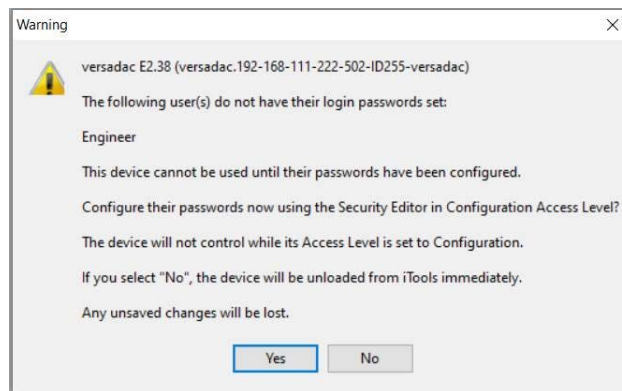 Warning
versadac E2.38 (versadac.192-168-111-222-502-ID255-versadac)
The following user(s) do not have their login passwords set:
Engineer
This device cannot be used until their passwords have been configured.
Configure their passwords now using the Security Editor in Configuration Access Level?
The device will not control while its Access Level is set to Configuration.
If you select "No", the device will be unloaded from iTools immediately.
Any unsaved changes will be lost.
Yes No